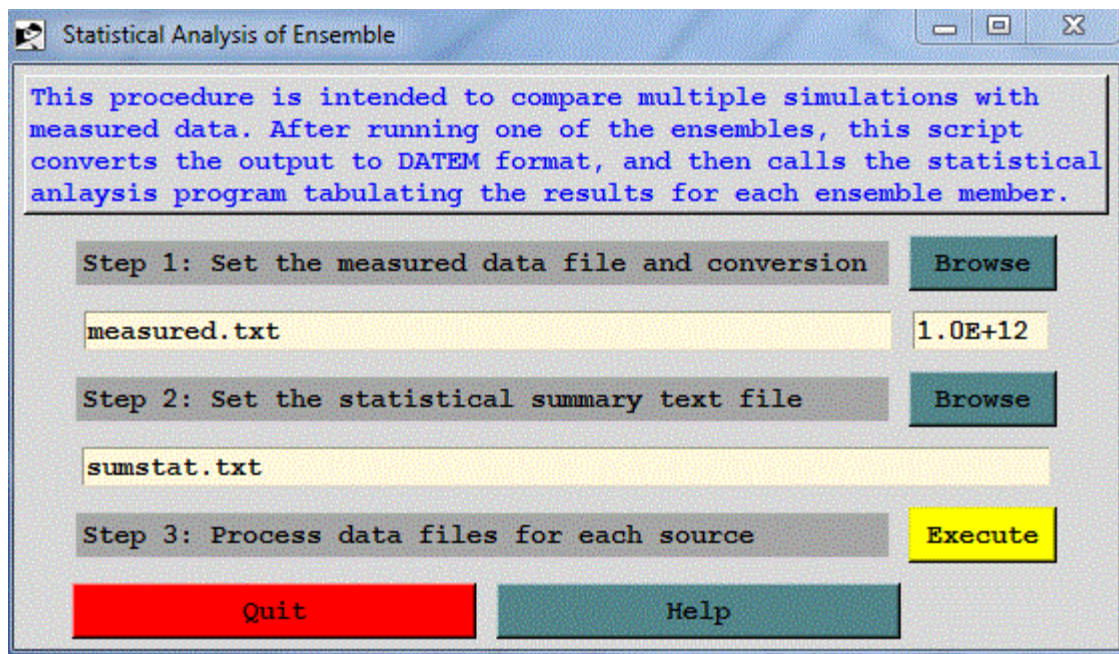 Statistical Analysis of Ensemble
This procedure is intended to compare multiple simulations with
measured data. After running one of the ensembles, this script
converts the output to DATEM format, and then calls the statistical
anlaysis program tabulating the results for each ensemble member.
Step 1: Set the measured data file and conversion Browse
measured.txt 1.0E+12
Step 2: Set the statistical summary text file Browse
sumstat.txt
Step 3: Process data files for each source Execute
Quit Help